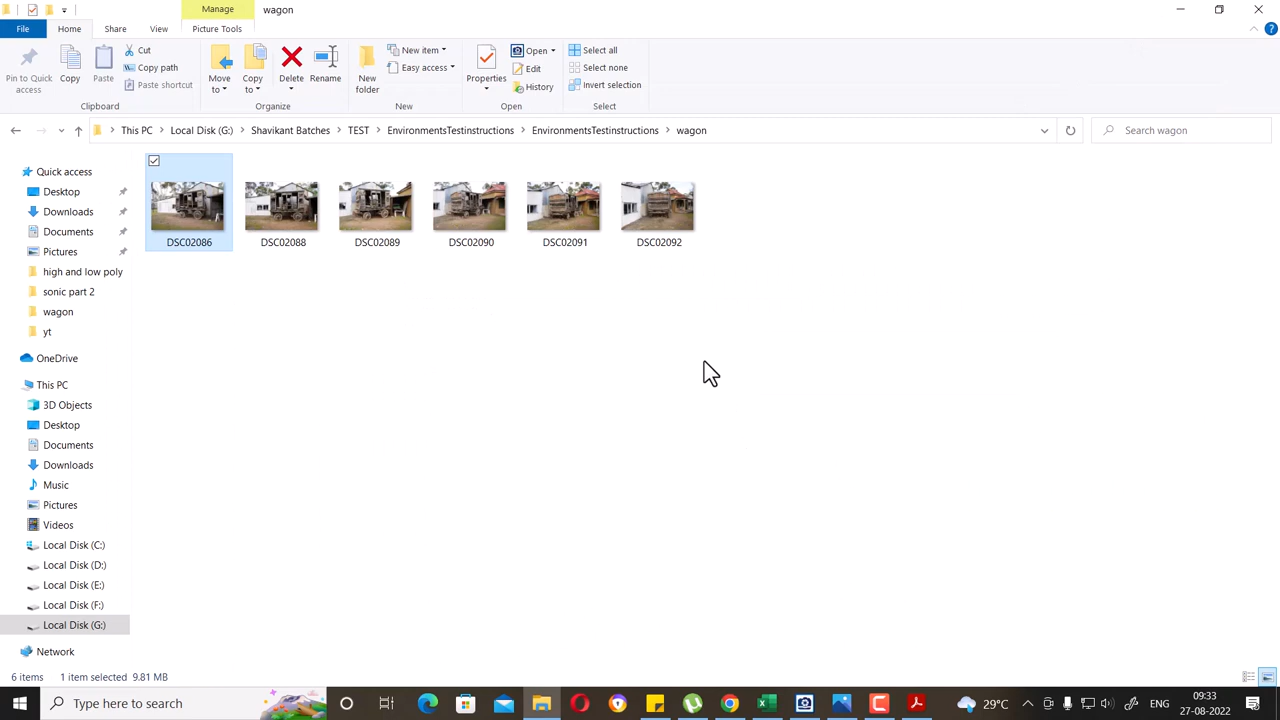 Manage
wagon
File
Home
Share
View
Picture Tools
Pin to Quick access
Copy
Paste
Cut
Copy path
Paste shortcut
Clipboard
Move to
Copy to
Delete
Rename
Organize
New folder
New item
Easy access
New
Properties
Open
Edit
History
Open
Select all
Select none
Invert selection
Select
This PC
Local Disk (G:)
Shavikant Batches
TEST
EnvironmentsTestinstructions
EnvironmentsTestinstructions
wagon
Search wagon
Quick access
Desktop
Downloads
Documents
Pictures
high and low poly
sonic part 2
wagon
yt
OneDrive
This PC
3D Objects
Desktop
Documents
Downloads
Music
Pictures
Videos
Local Disk (C:)
Local Disk (D:)
Local Disk (E:)
Local Disk (F:)
Local Disk (G:)
Network
DSC02086
DSC02088
DSC02089
DSC02090
DSC02091
DSC02092
6 items
1 item selected 9.81 MB
Type here to search
29°C
ENG
09:33
27-08-2022